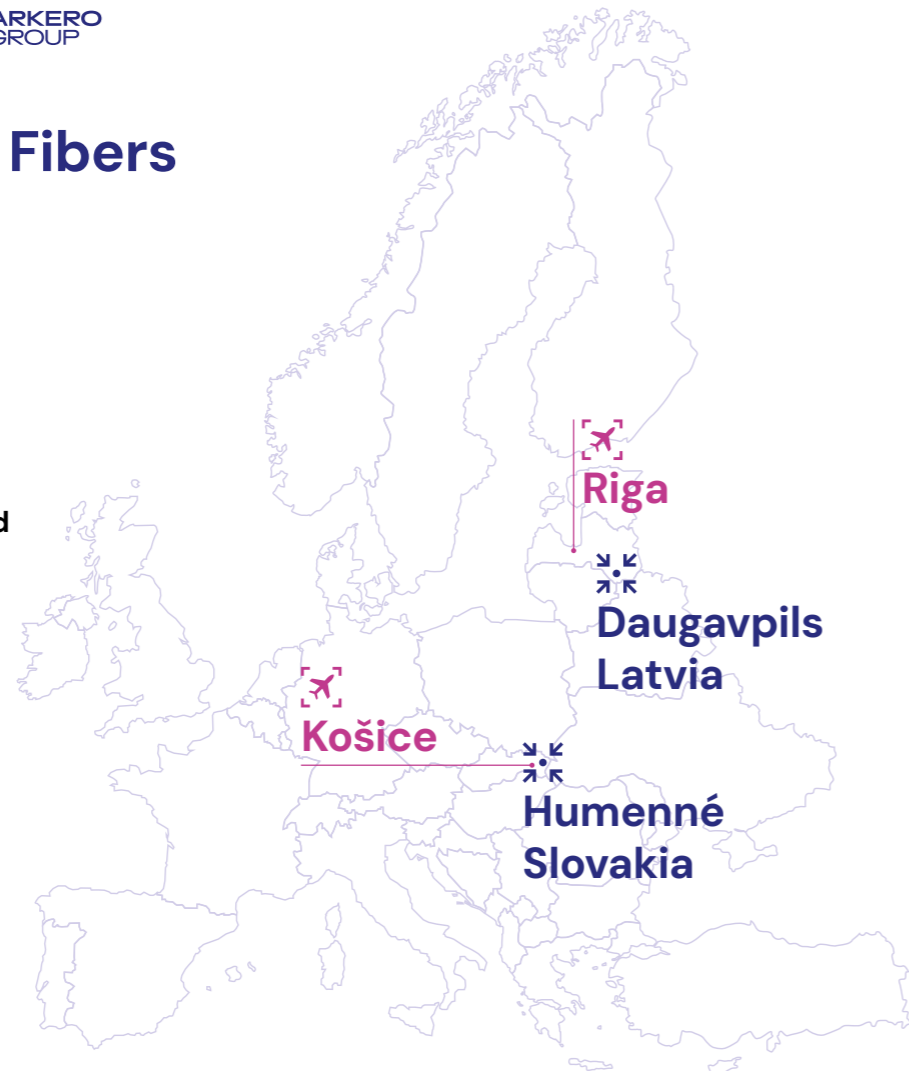 ARKERO
GROUP
Fibers
Riga
d
Daugavpils
Latvia
Košice
Humenné
Slovakia